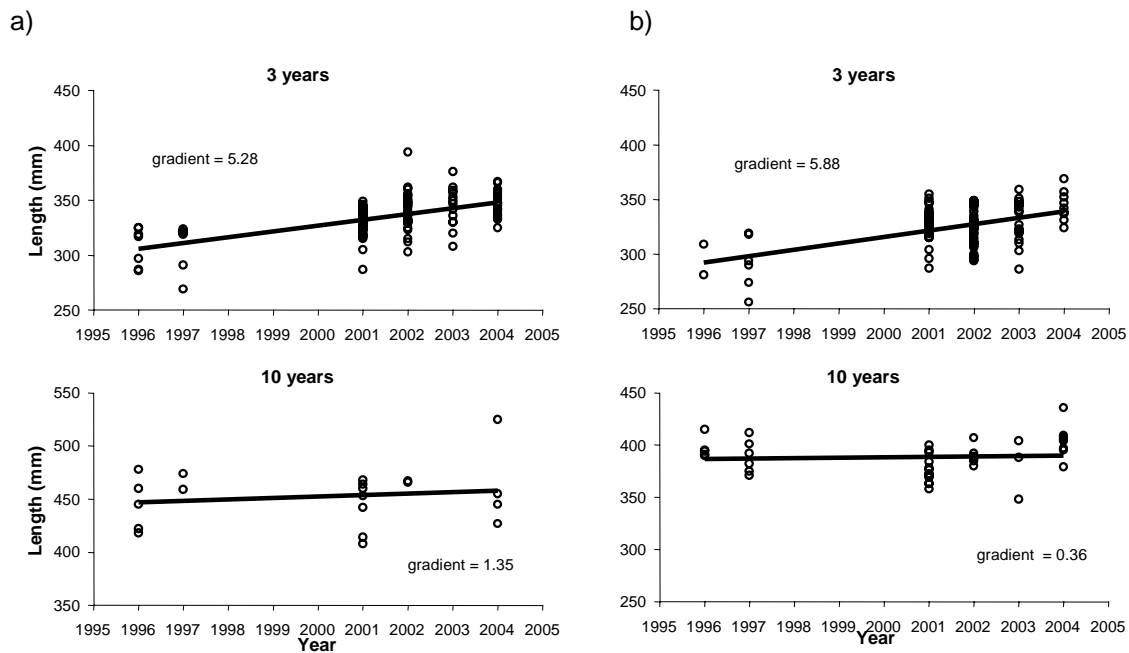 a)
b)
3 years
450
400
350
300
250
Length (mm)
gradient = 5.28
1995 1996 1997 1998 1999 2000 2001 2002 2003 2004 2005
3 years
450
400
350
300
250
gradient = 5.88
1995 1996 1997 1998 1999 2000 2001 2002 2003 2004 2005
10 years
550
500
450
400
350
Length (mm)
gradient = 1.35
1995 1996 1997 1998 1999 2000 2001 2002 2003 2004 2005
Year
10 years
450
400
350
300
250
gradient = 0.36
1995 1996 1997 1998 1999 2000 2001 2002 2003 2004 2005
Year